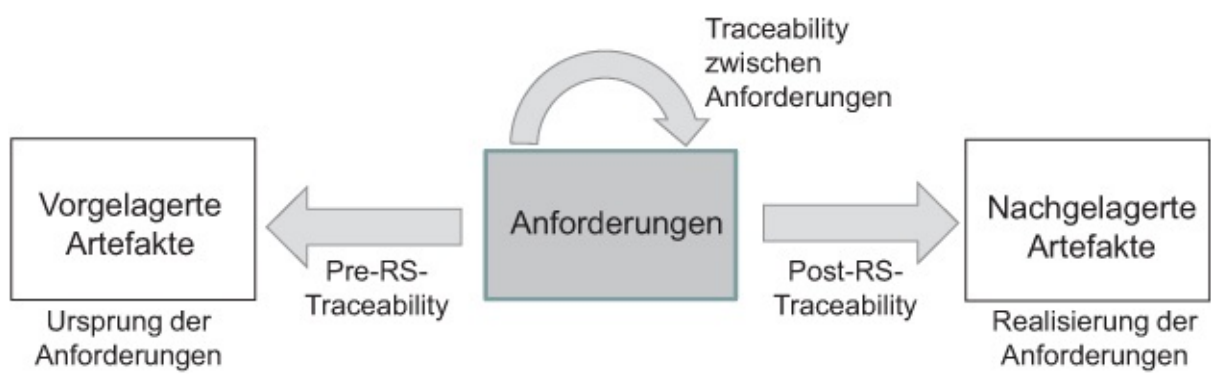 Traceability
zwischen
Anforderungen
Vorgelagerte
Artefakte
Anforderungen
Nachgelagerte
Artefakte
Pre-RS-
Traceability
Post-RS-
Traceability
Ursprung der
Anforderungen
Realisierung der
Anforderungen